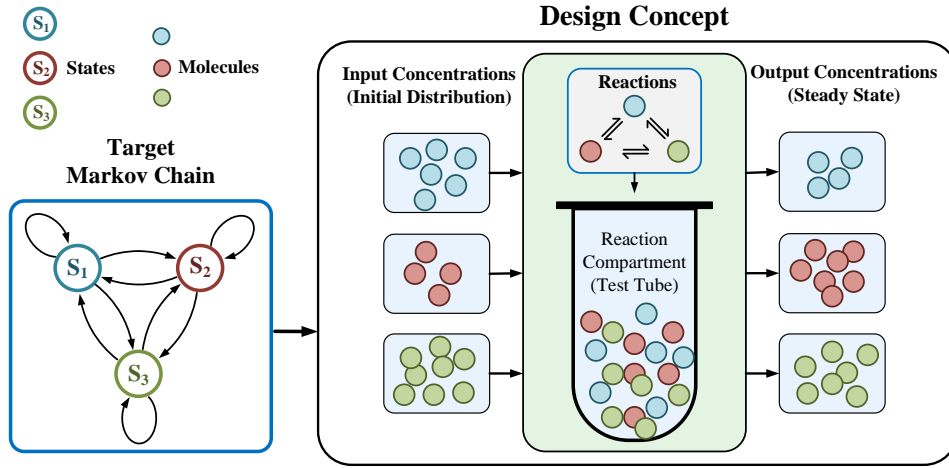 Design Concept
S1
S2
States
Molecules
S3
Target
Markov Chain
S1
S2
S3
Input Concentrations
(Initial Distribution)
Reactions
Reaction
Compartment
(Test Tube)
Output Concentrations
(Steady State)